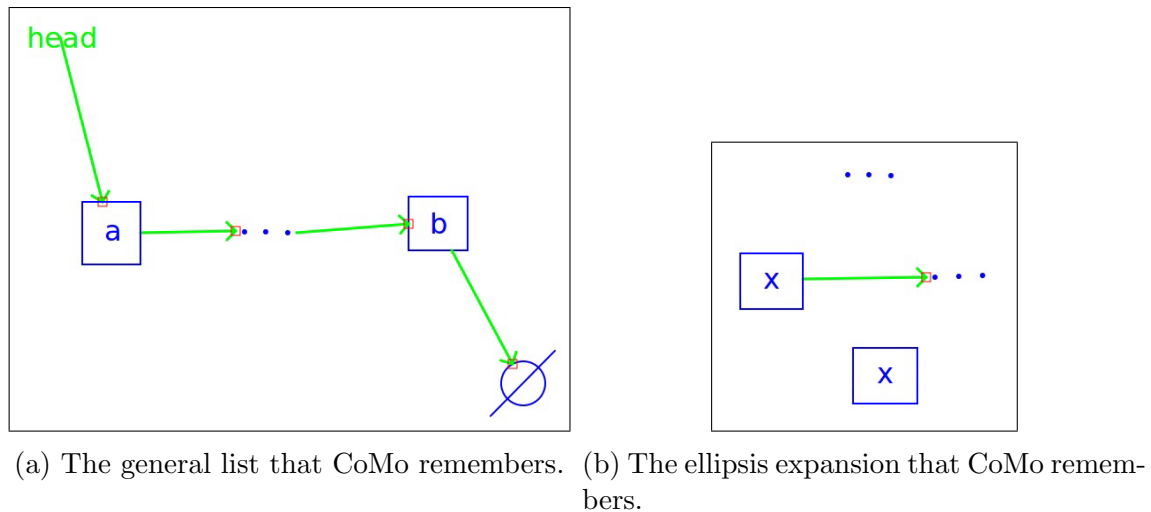 head
a . . . b
. . .
x . . .
x
(a) The general list that CoMo remembers.
(b) The ellipsis expansion that CoMo remem-
bers.